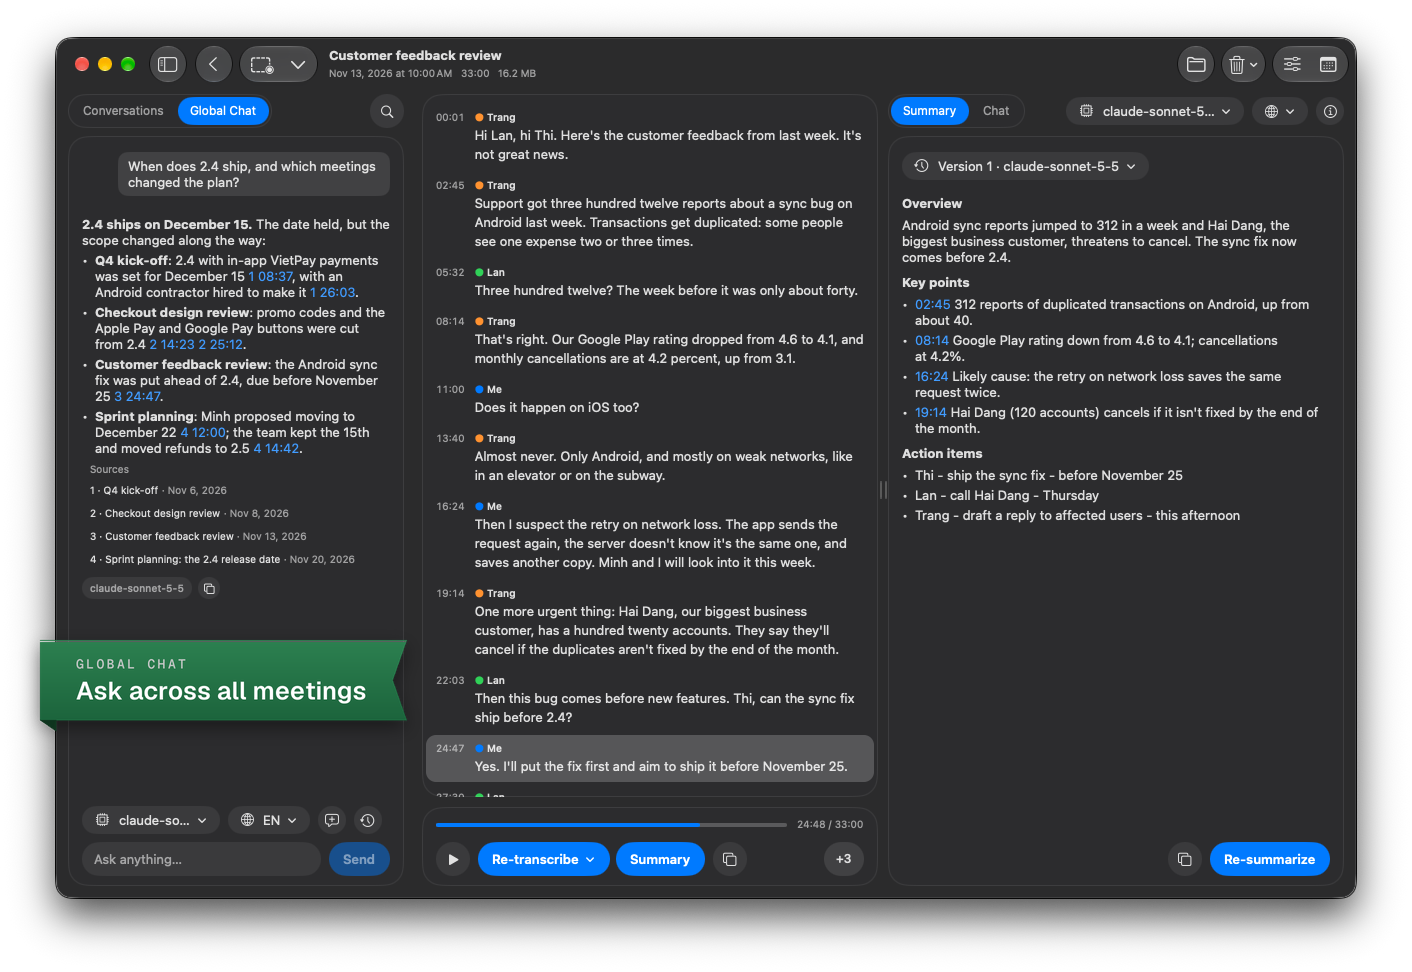 Customer feedback review
Nov 13, 2026 at 10:00 AM 33:00 16.2 MB
Conversations
Global Chat
When does 2.4 ship, and which meetings
changed the plan?
2.4 ships on December 15. The date held, but the
scope changed along the way:
• Q4 kick-off: 2.4 with in-app VietPay payments
was set for December 15 1 08:37, with an
Android contractor hired to make it 1 26:03.
• Checkout design review: promo codes and the
Apple Pay and Google Pay buttons were cut
from 2.4 2 14:23 2 25:12.
• Customer feedback review: the Android sync
fix was put ahead of 2.4, due before November
25 3 24:47.
• Sprint planning: Minh proposed moving to
December 22 4 12:00; the team kept the 15th
and moved refunds to 2.5 4 14:42.
Sources
1 · Q4 kick-off · Nov 6, 2026
2 · Checkout design review · Nov 8, 2026
3 · Customer feedback review · Nov 13, 2026
4 · Sprint planning: the 2.4 release date · Nov 20, 2026
claude-sonnet-5-5
GLOBAL CHAT
Ask across all meetings
claude-so...
EN
Ask anything...
Send
00:01 Trang
Hi Lan, hi Thi. Here's the customer feedback from last week. It's
not great news.
02:45 Trang
Support got three hundred twelve reports about a sync bug on
Android last week. Transactions get duplicated: some people
see one expense two or three times.
05:32 Lan
Three hundred twelve? The week before it was only about forty.
08:14 Trang
That's right. Our Google Play rating dropped from 4.6 to 4.1, and
monthly cancellations are at 4.2 percent, up from 3.1.
11:00 Me
Does it happen on iOS too?
13:40 Trang
Almost never. Only Android, and mostly on weak networks, like
in an elevator or on the subway.
16:24 Me
Then I suspect the retry on network loss. The app sends the
request again, the server doesn't know it's the same one, and
saves another copy. Minh and I will look into it this week.
19:14 Trang
One more urgent thing: Hai Dang, our biggest business
customer, has a hundred twenty accounts. They say they'll
cancel if the duplicates aren't fixed by the end of the month.
22:03 Lan
Then this bug comes before new features. Thi, can the sync fix
ship before 2.4?
24:47 Me
Yes. I'll put the fix first and aim to ship it before November 25.
24:48 / 33:00
Re-transcribe
Summary
+3
Summary
Chat
claude-sonnet-5...
Version 1 · claude-sonnet-5-5
Overview
Android sync reports jumped to 312 in a week and Hai Dang, the
biggest business customer, threatens to cancel. The sync fix now
comes before 2.4.
Key points
• 02:45 312 reports of duplicated transactions on Android, up from
about 40.
• 08:14 Google Play rating down from 4.6 to 4.1; cancellations
at 4.2%.
• 16:24 Likely cause: the retry on network loss saves the same
request twice.
• 19:14 Hai Dang (120 accounts) cancels if it isn't fixed by the end of
the month.
Action items
• Thi - ship the sync fix - before November 25
• Lan - call Hai Dang - Thursday
• Trang - draft a reply to affected users - this afternoon
Re-summarize